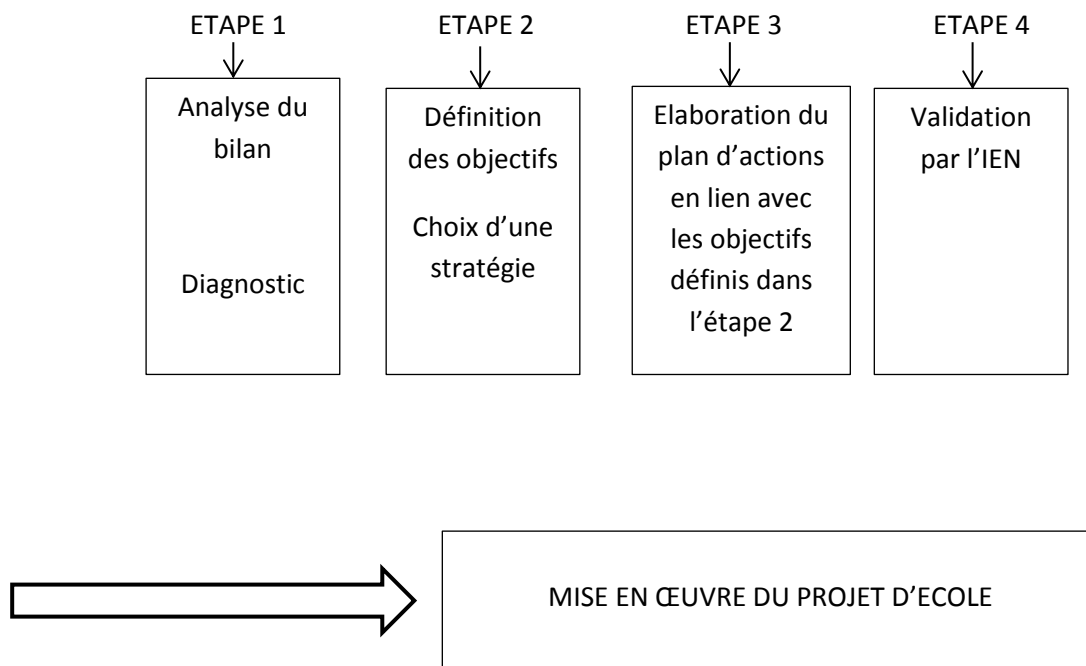 ETAPE 1
ETAPE 2
ETAPE 3
ETAPE 4
Analyse du
bilan
Diagnostic
Définition
des objectifs
Choix d’une
stratégie
Elaboration du
plan d’actions
en lien avec
les objectifs
définis dans
l’étape 2
Validation
par l’IEN
MISE EN ŒUVRE DU PROJET D’ECOLE